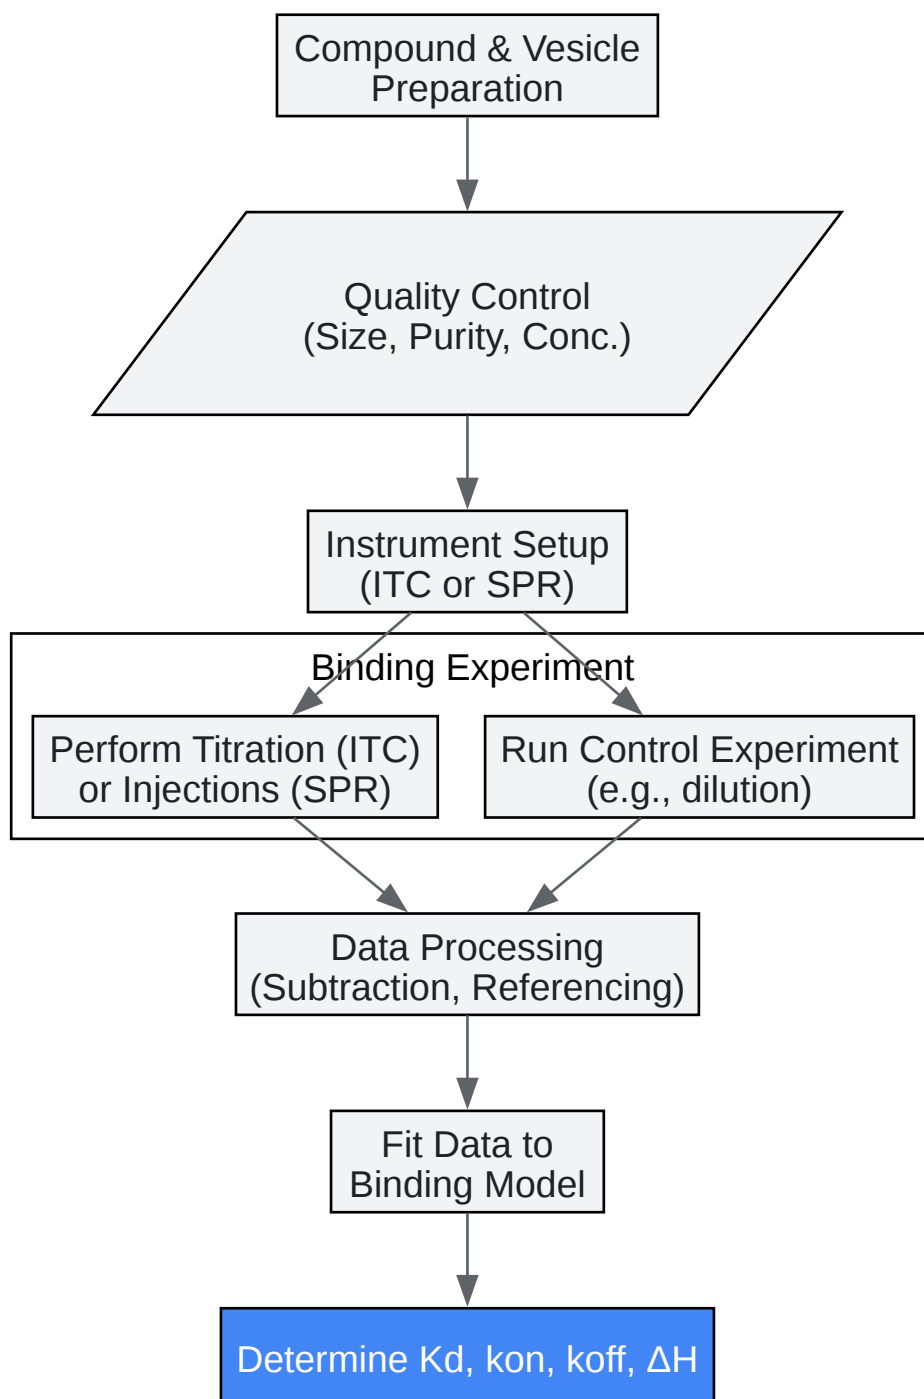 Compound & Vesicle
Preparation
Quality Control
(Size, Purity, Conc.)
Instrument Setup
(ITC or SPR)
Binding Experiment
Perform Titration (ITC)
or Injections (SPR)
Run Control Experiment
(e.g., dilution)
Data Processing
(Subtraction, Referencing)
Fit Data to
Binding Model
Determine Kd, kon, koff, ΔH